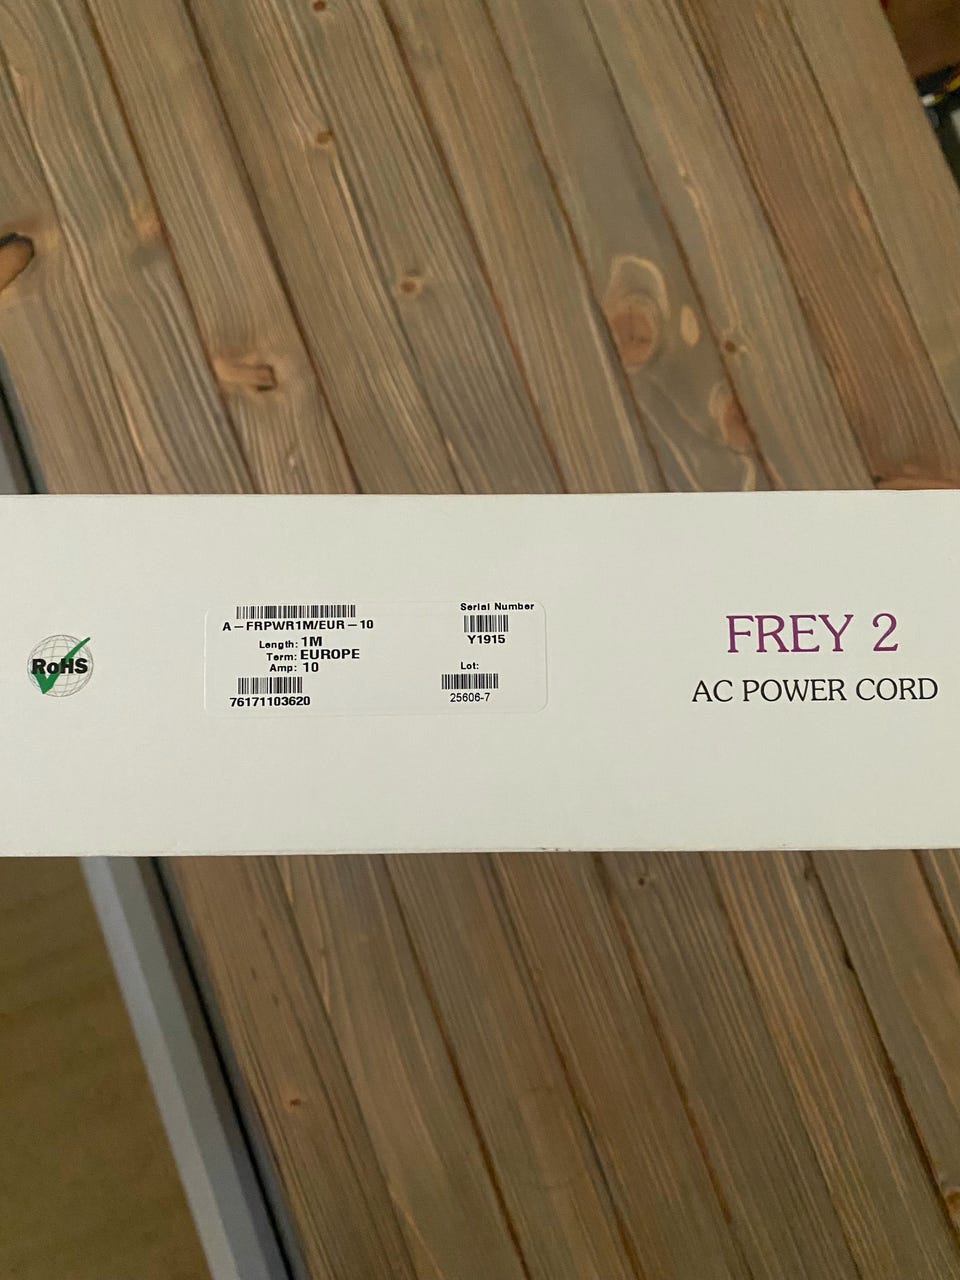 RoHS
A-FRPWR1M/EUR-10
Length: 1M
Term: EUROPE
Amp: 10
76171103620
Serial Number
Y1915
Lot:
25606-7
FREY 2
AC POWER CORD